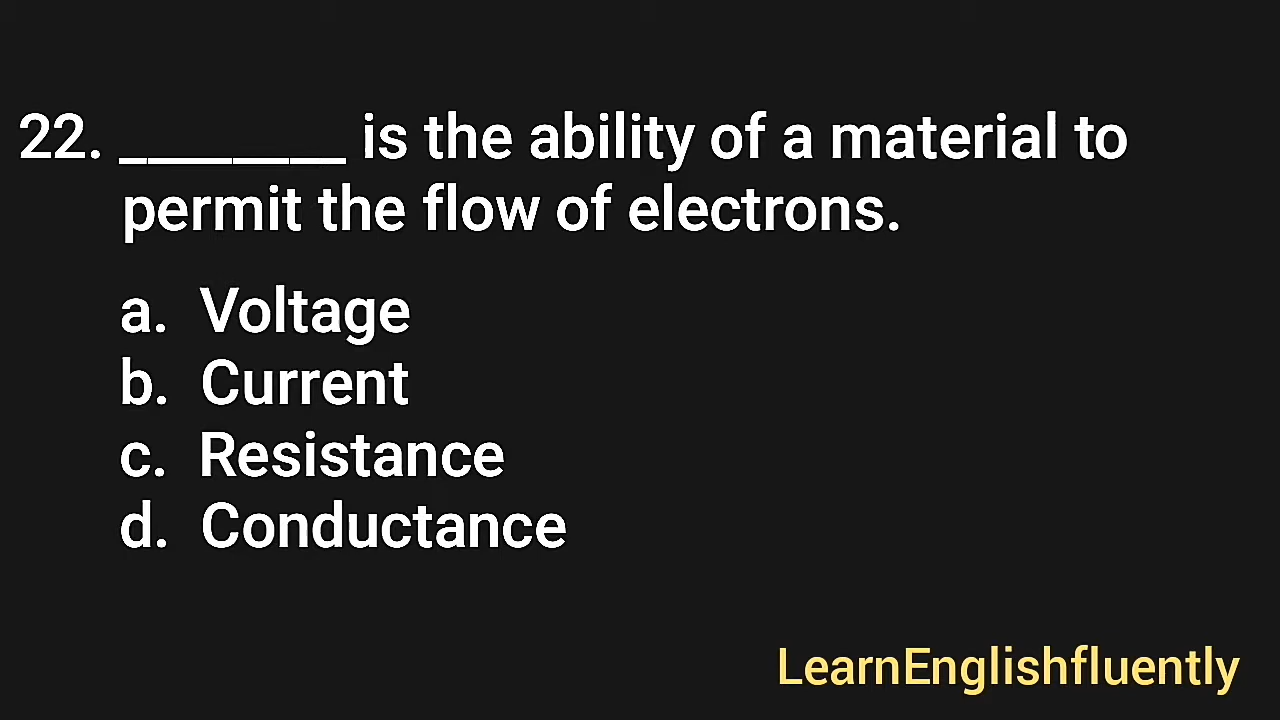 22. ________ is the ability of a material to
permit the flow of electrons.
a. Voltage
b. Current
c. Resistance
d. Conductance
LearnEnglishfluently